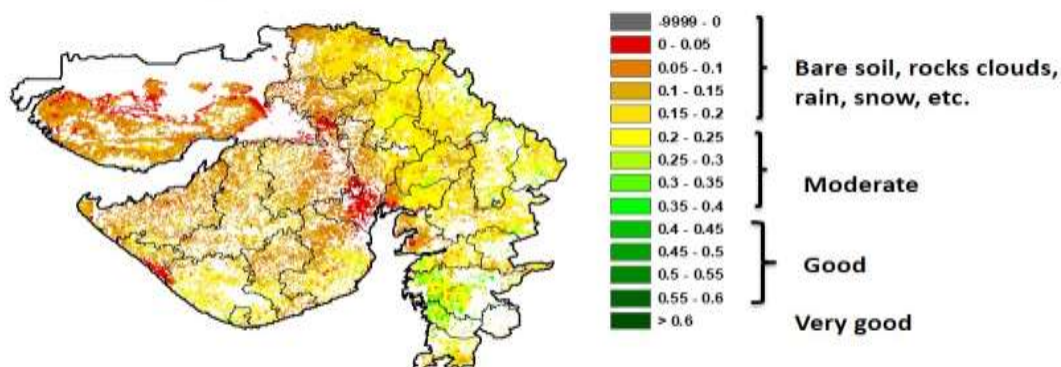 -9999 - 0
0 - 0.05
0.05 - 0.1
0.1 - 0.15
0.15 - 0.2
0.2 - 0.25
0.25 - 0.3
0.3 - 0.35
0.35 - 0.4
0.4 - 0.45
0.45 - 0.5
0.5 - 0.55
0.55 - 0.6
> 0.6
Bare soil, rocks clouds,
rain, snow, etc.
Moderate
Good
Very good